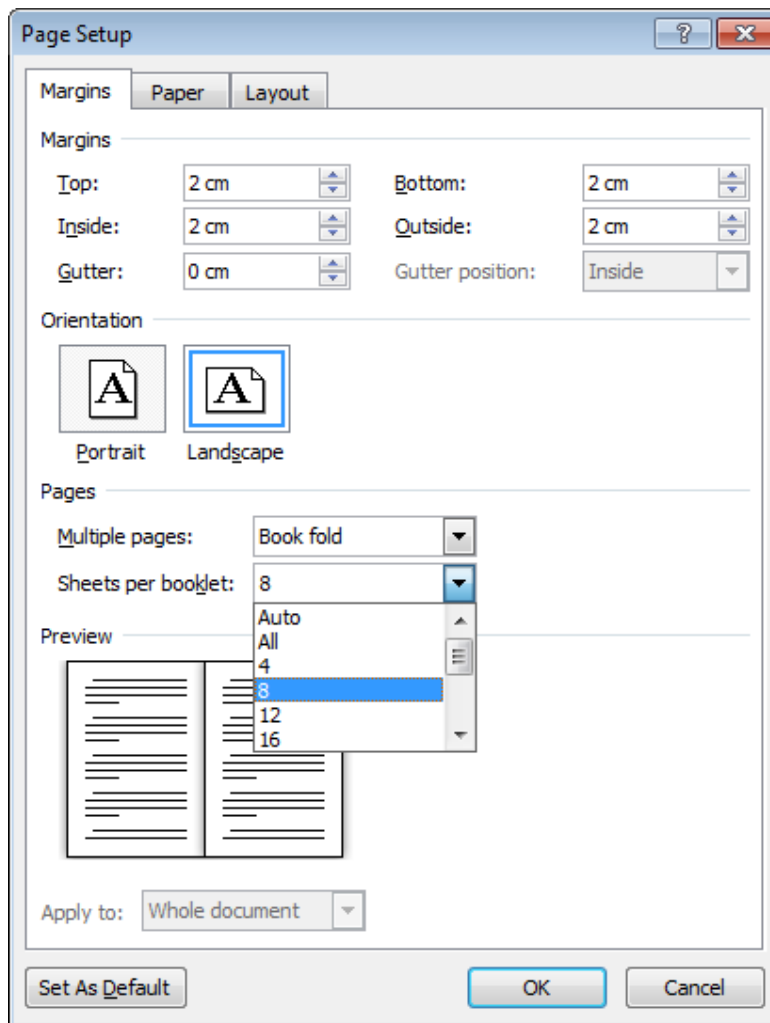 Page Setup
Margins Paper Layout
Margins
Top: 2 cm Bottom: 2 cm
Inside: 2 cm Outside: 2 cm
Gutter: 0 cm Gutter position: Inside
Orientation
A A
Portrait Landscape
Pages
Multiple pages: Book fold
Sheets per booklet: 8
Auto
All
4
8
12
16
Preview
Apply to: Whole document
Set As Default OK Cancel